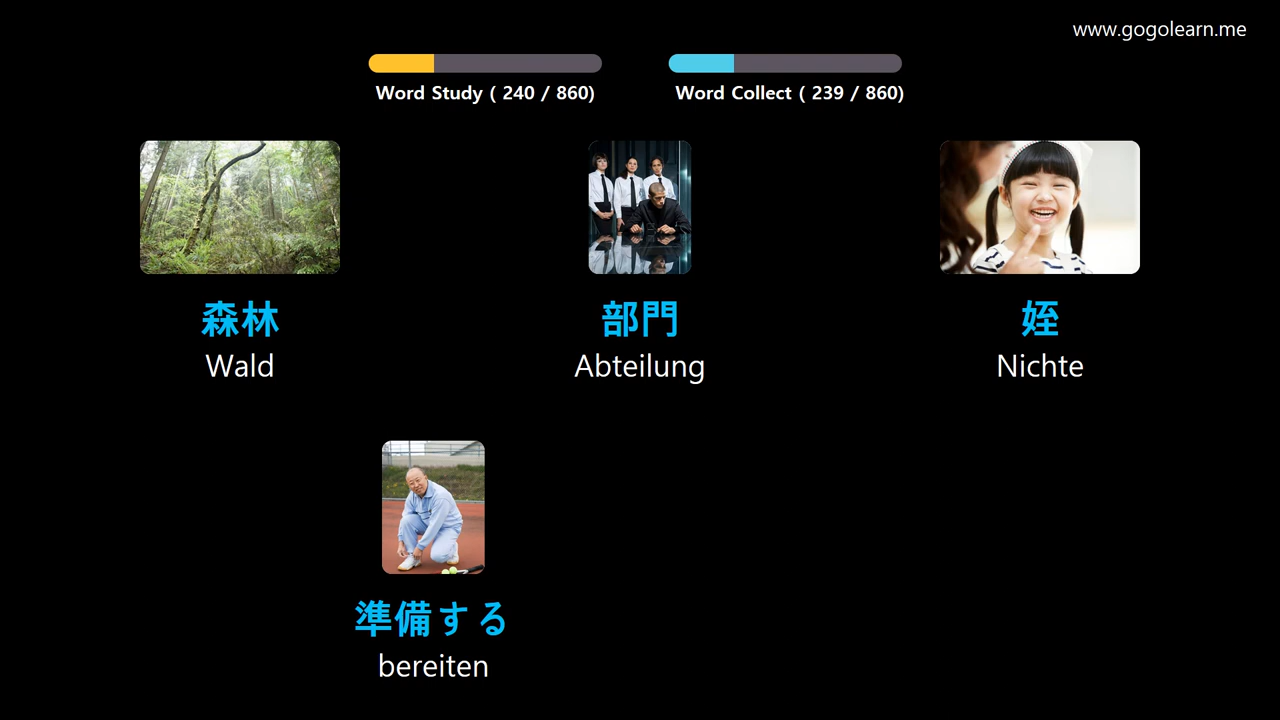 www.gogolearn.me
Word Study ( 240 / 860)
Word Collect ( 239 / 860)
森林
Wald
部門
Abteilung
姪
Nichte
準備する
bereiten